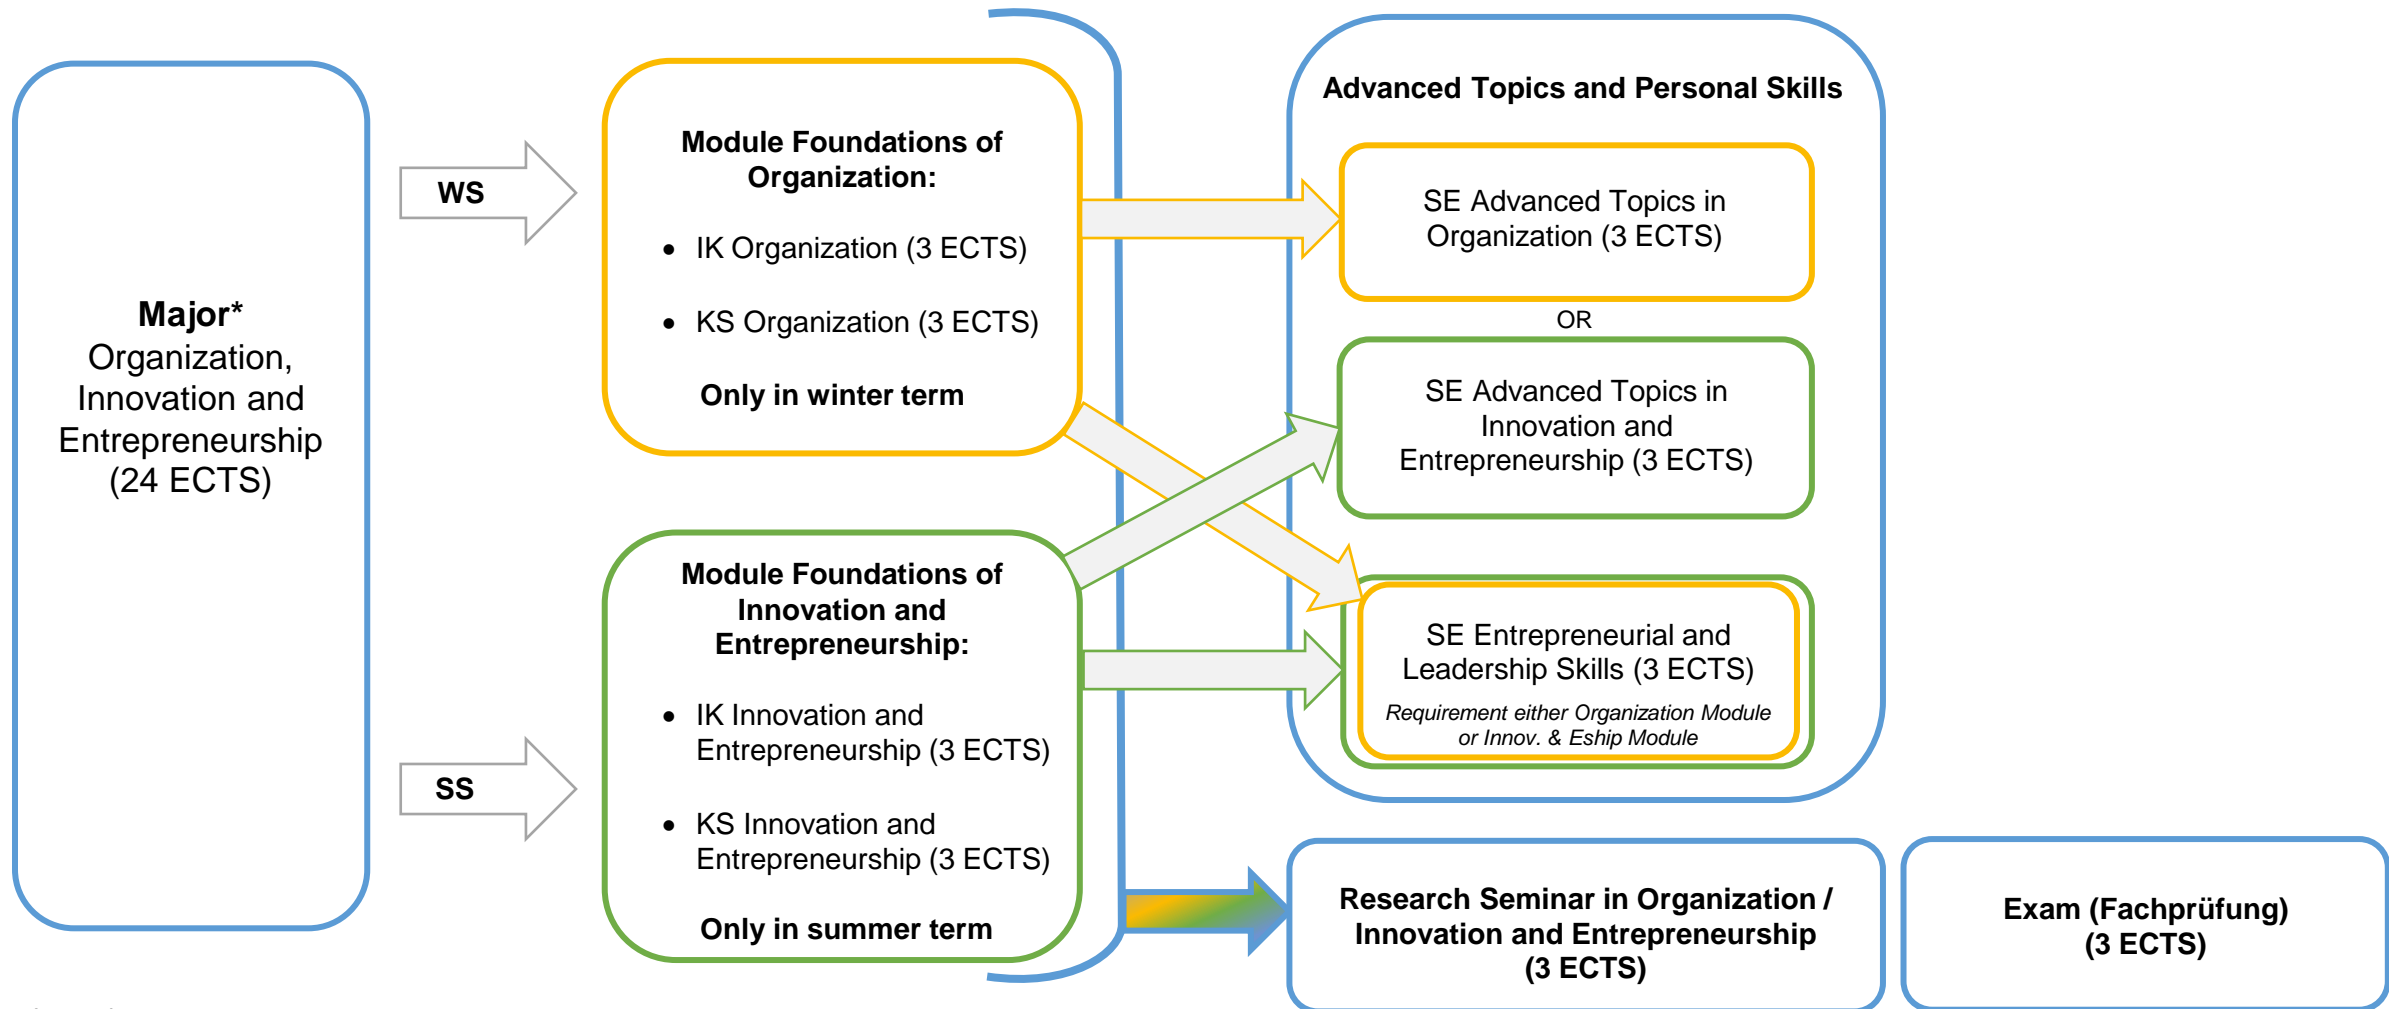 Major*
Organization,
Innovation and
Entrepreneurship
(24 ECTS)
WS
SS
Module Foundations of
Organization:
• IK Organization (3 ECTS)
• KS Organization (3 ECTS)
Only in winter term
Module Foundations of
Innovation and
Entrepreneurship:
• IK Innovation and
Entrepreneurship (3 ECTS)
• KS Innovation and
Entrepreneurship (3 ECTS)
Only in summer term
Advanced Topics and Personal Skills
SE Advanced Topics in
Organization (3 ECTS)
OR
SE Advanced Topics in
Innovation and
Entrepreneurship (3 ECTS)
SE Entrepreneurial and
Leadership Skills (3 ECTS)
Requirement either Organization Module
or Innov. & Eship Module
Research Seminar in Organization /
Innovation and Entrepreneurship
(3 ECTS)
Exam (Fachprüfung)
(3 ECTS)